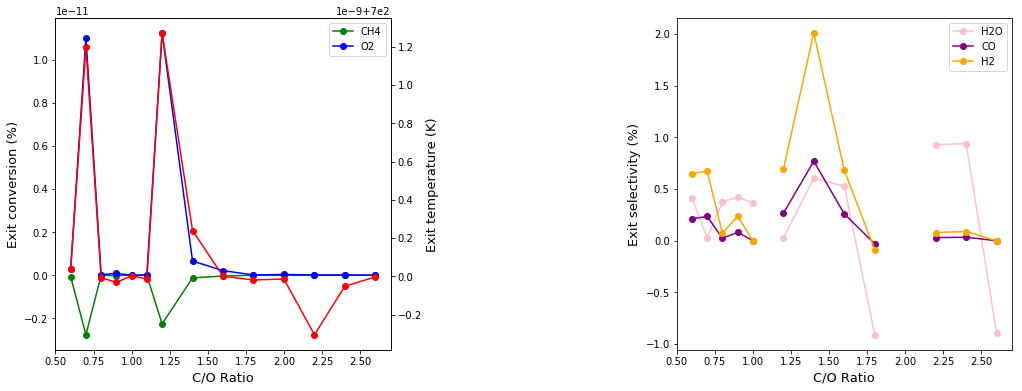 1e−11
1e−9+7e2
CH4
O2
1.0
0.8
0.6
0.4
0.2
0.0
−0.2
Exit conversion (%)
1.2
1.0
0.8
0.6
0.4
0.2
0.0
−0.2
Exit temperature (K)
0.50 0.75 1.00 1.25 1.50 1.75 2.00 2.25 2.50
C/O Ratio
H2O
CO
H2
2.0
1.5
1.0
0.5
0.0
−0.5
−1.0
Exit selectivity (%)
0.50 0.75 1.00 1.25 1.50 1.75 2.00 2.25 2.50
C/O Ratio